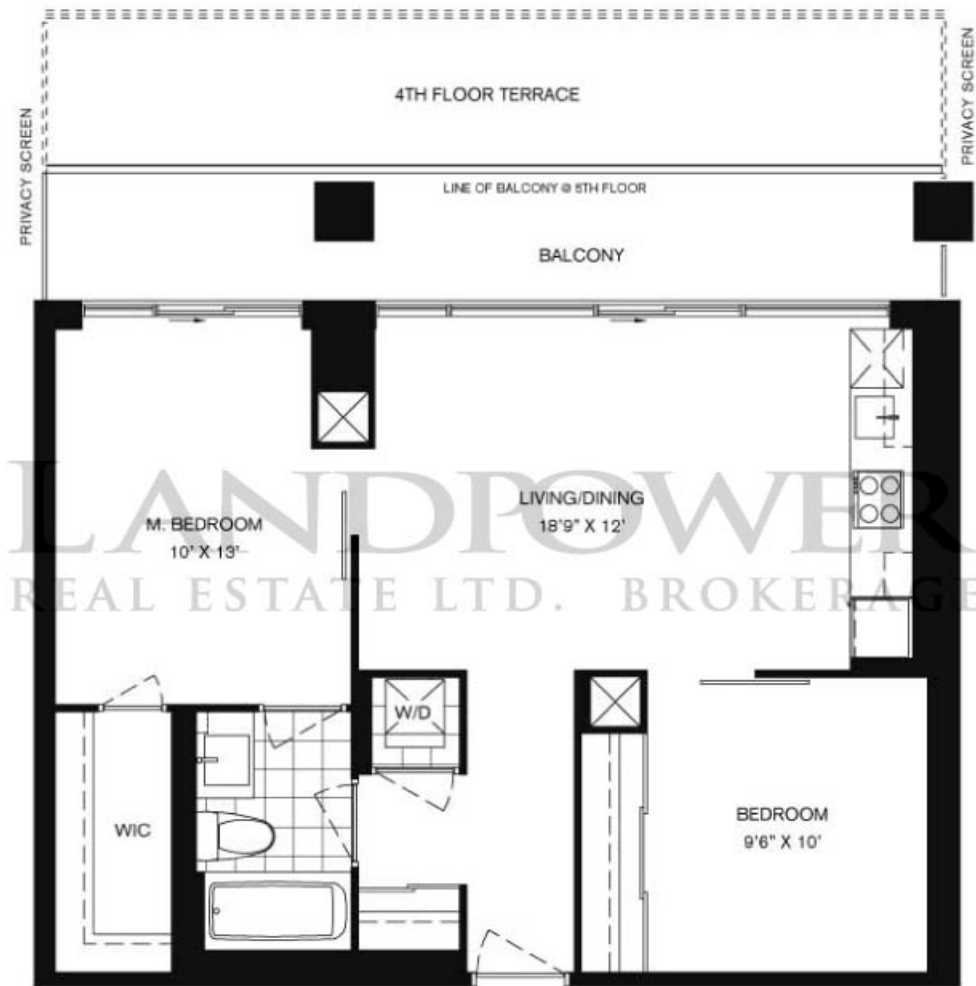 4TH FLOOR TERRACE
PRIVACY SCREEN
PRIVACY SCREEN
LINE OF BALCONY @ 5TH FLOOR
BALCONY
LIVING/DINING
18'9" X 12'
M. BEDROOM
10' X 13'
LANDPOWER
REAL ESTATE LTD. BROKERAGE
W/D
WIC
BEDROOM
9'6" X 10'